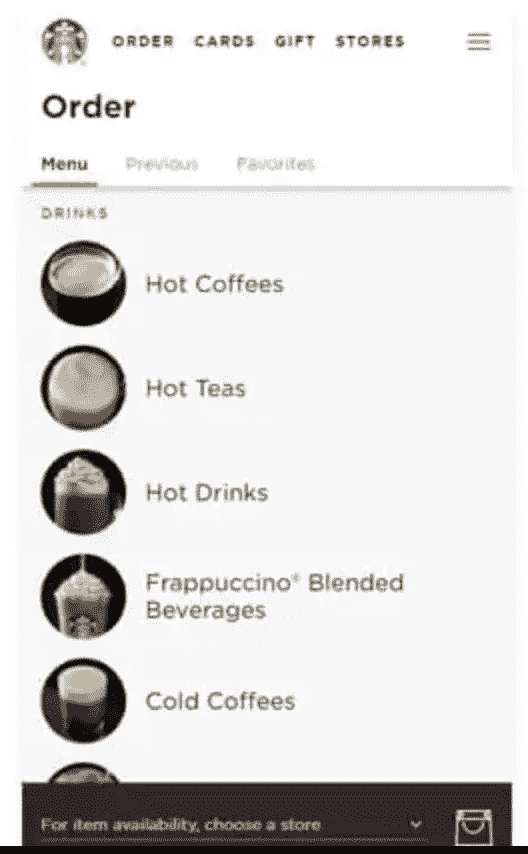 ORDER CARDS GIFT STORES
Order
Menu Previous Favorites
DRINKS
Hot Coffees
Hot Teas
Hot Drinks
Frappuccino® Blended
Beverages
Cold Coffees
For item availability, choose a store